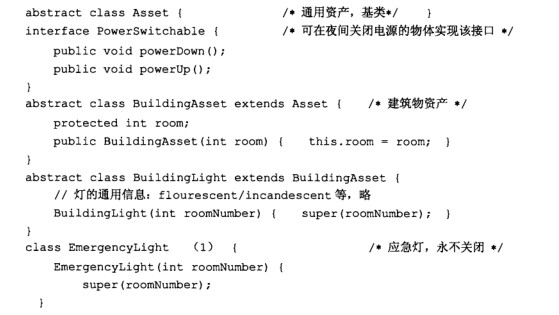 abstract class Asset {    /* 通用资产，基类*/    }
interface PowerSwitchable {    /* 可在夜间关闭电源的物体实现该接口 */
    public void powerDown();
    public void powerUp();
}
abstract class BuildingAsset extends Asset {    /* 建筑物资产 */
    protected int room;
    public BuildingAsset(int room) {    this.room = room;  }
}
abstract class BuildingLight extends BuildingAsset {
    // 灯的通用信息：flourescent/incandescent 等，略
    BuildingLight(int roomNumber) {    super(roomNumber);  }
}
class EmergencyLight  （1）  {    /* 应急灯，永不关闭 */
    EmergencyLight(int roomNumber) {
        super(roomNumber);
  }